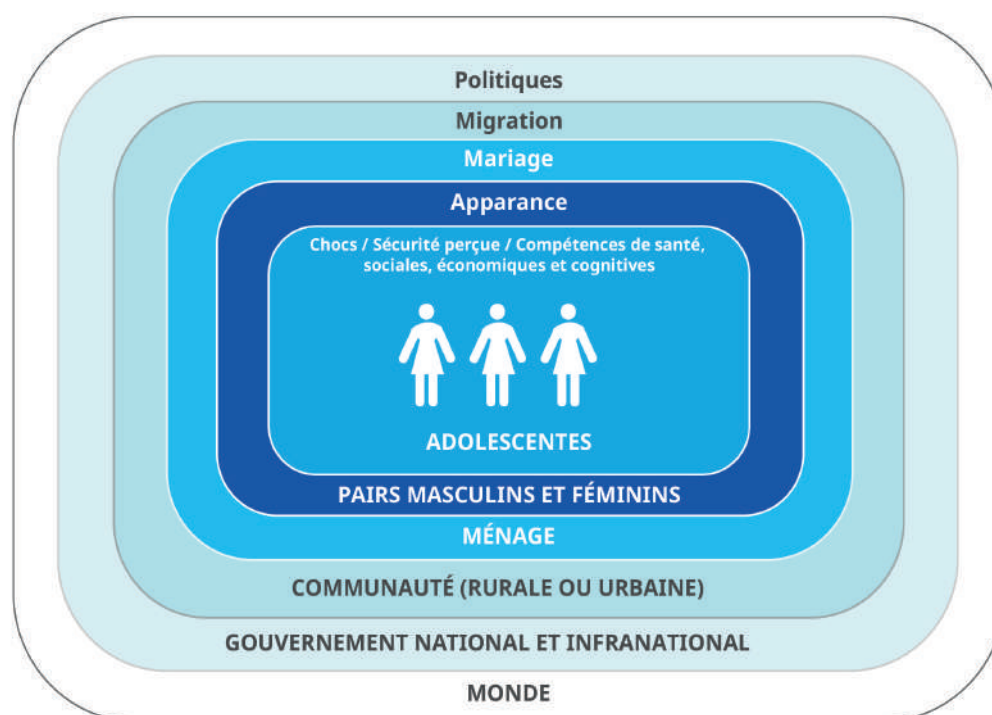 Politiques
Migration
Mariage
Apparance
Chocs / Sécurité perçue / Compétences de santé,
sociales, économiques et cognitives
ADOLESCENTES
PAIRS MASCULINS ET FÉMININS
MÉNAGE
COMMUNAUTÉ (RURALE OU URBAINE)
GOUVERNEMENT NATIONAL ET INFRANATIONAL
MONDE